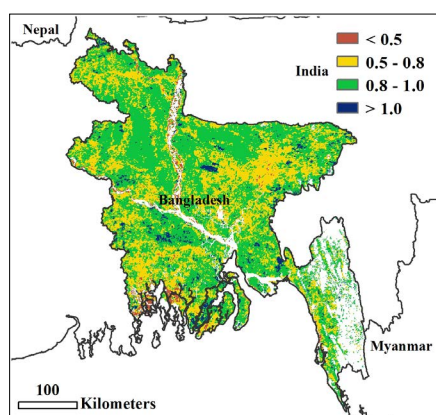 Nepal
India
< 0.5
0.5 - 0.8
0.8 - 1.0
> 1.0
Bangladesh
Myanmar
100
Kilometers